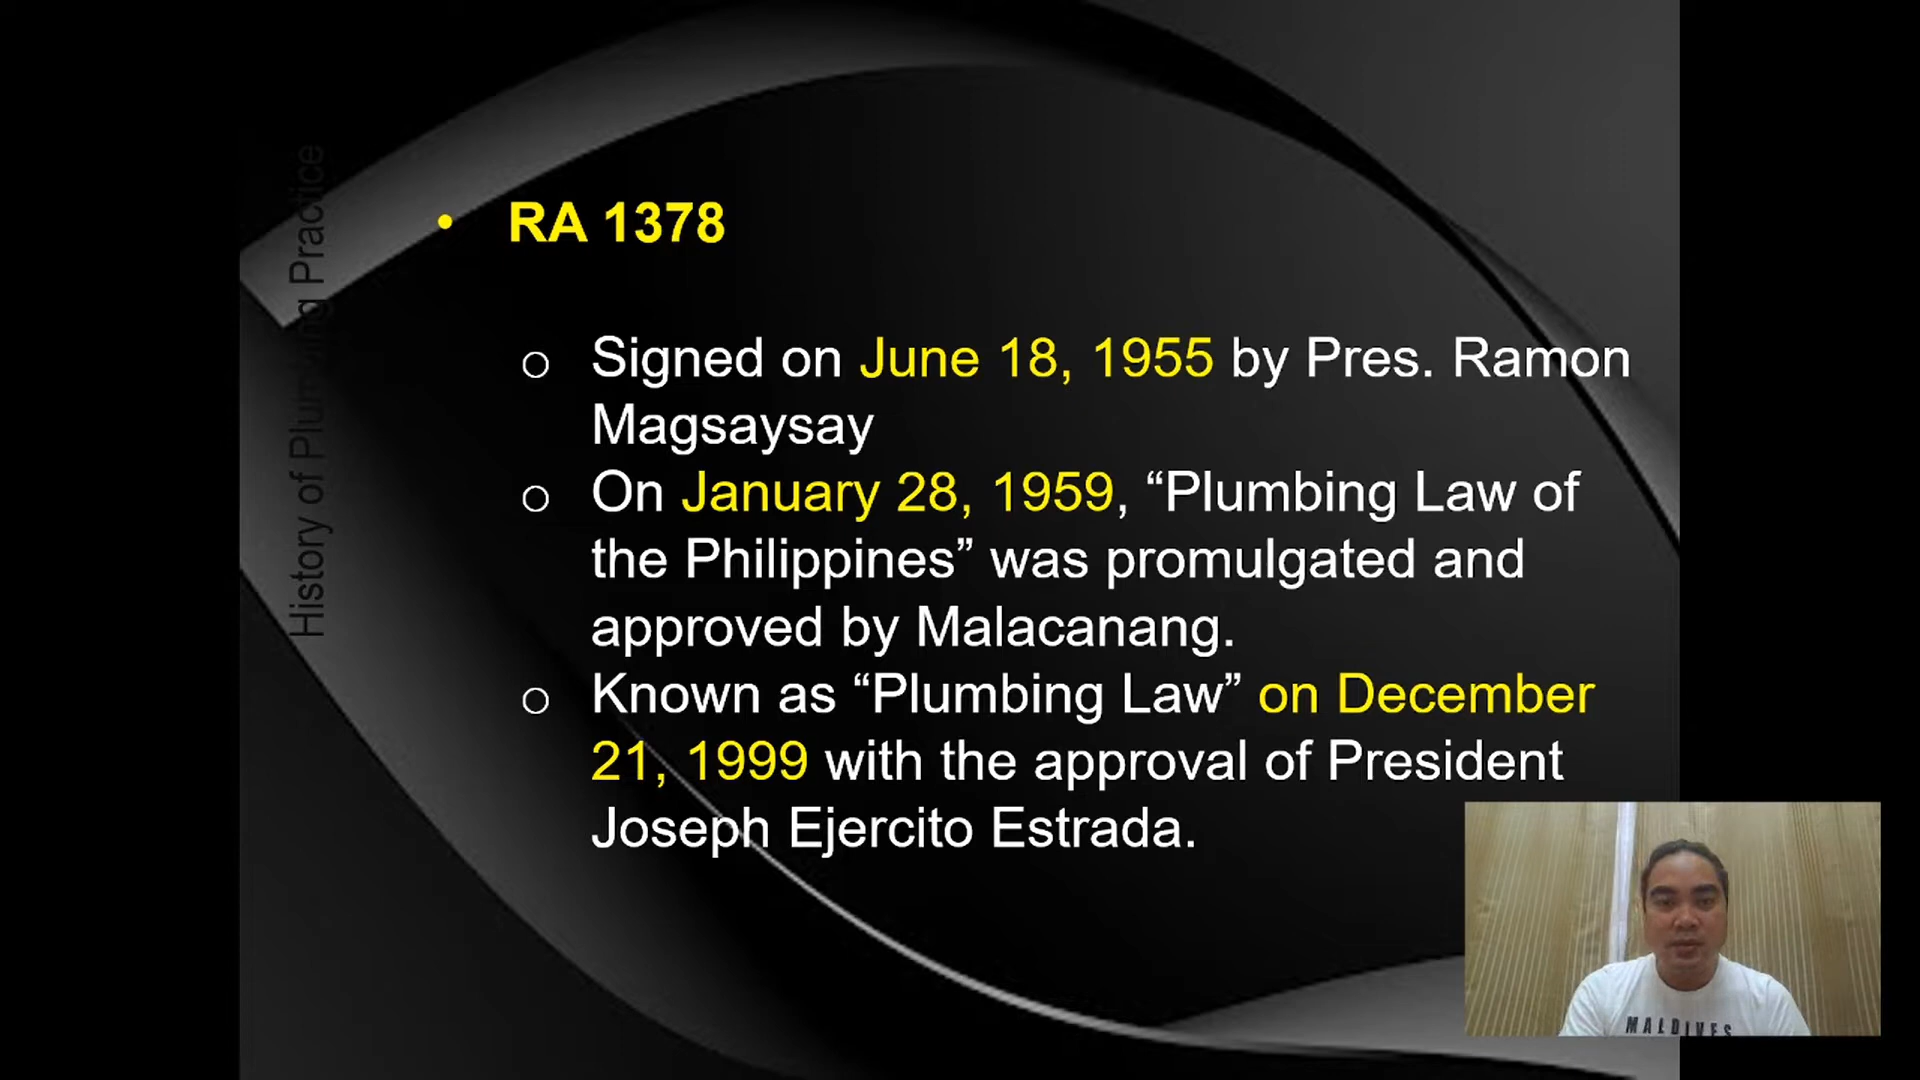 History of Plumbing Practice
• RA 1378
o Signed on June 18, 1955 by Pres. Ramon
Magsaysay
o On January 28, 1959, “Plumbing Law of
the Philippines” was promulgated and
approved by Malacanang.
o Known as “Plumbing Law” on December
21, 1999 with the approval of President
Joseph Ejercito Estrada.
MALDIVES